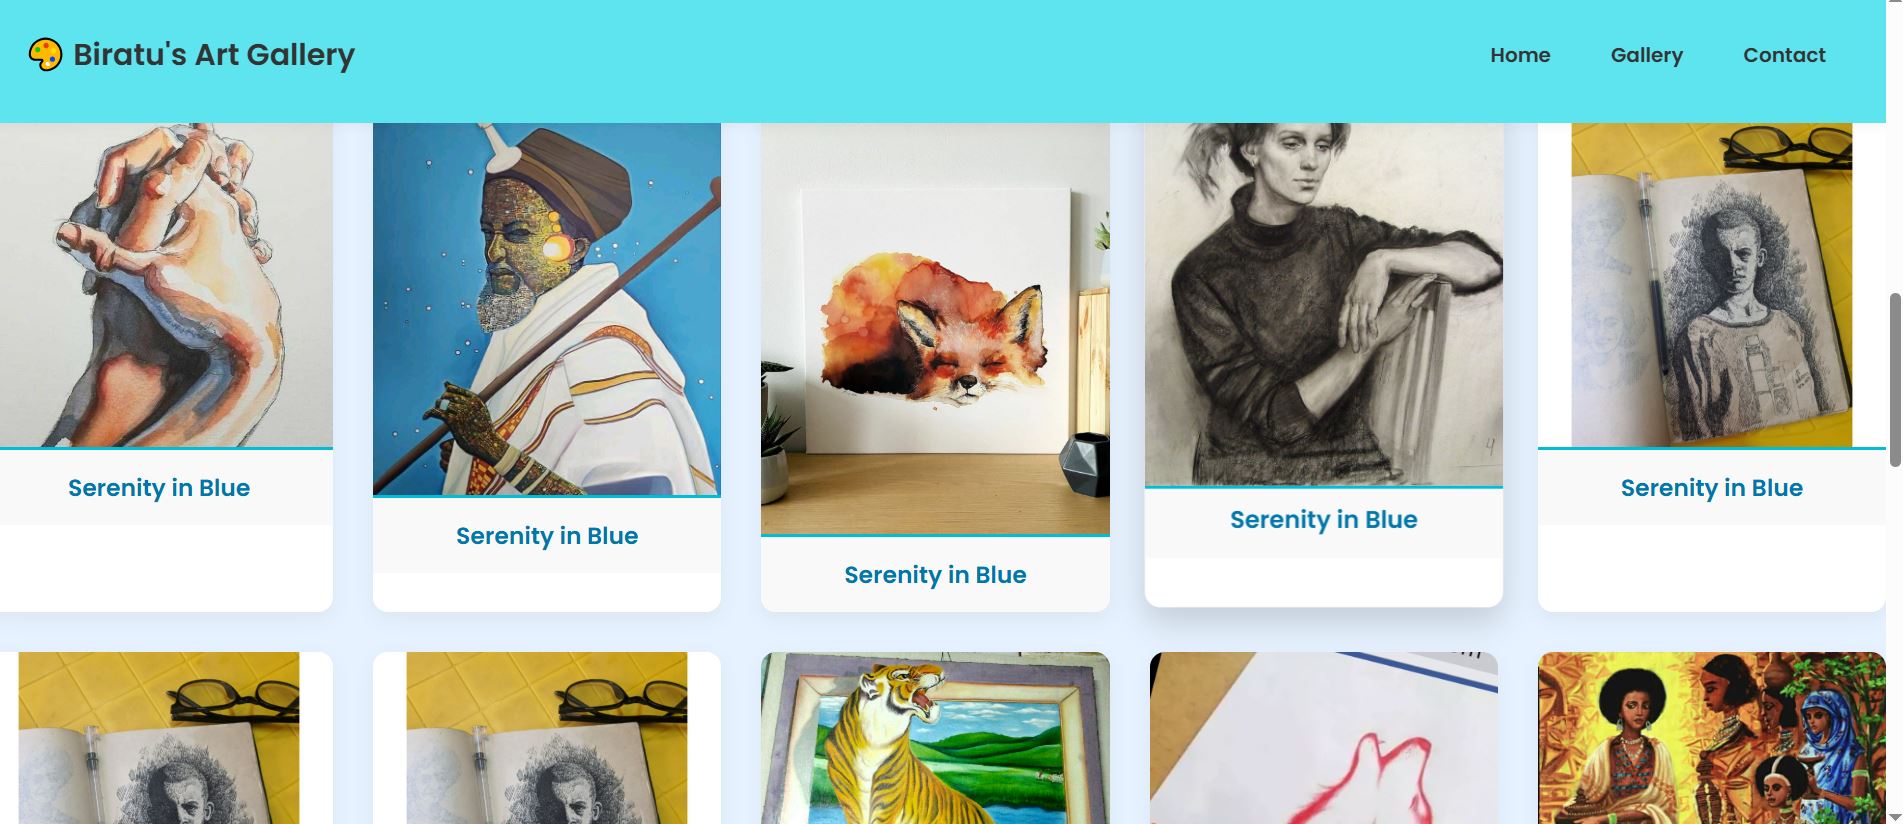 Biratu's Art Gallery
Home
Gallery
Contact
Serenity in Blue
Serenity in Blue
Serenity in Blue
Serenity in Blue
Serenity in Blue